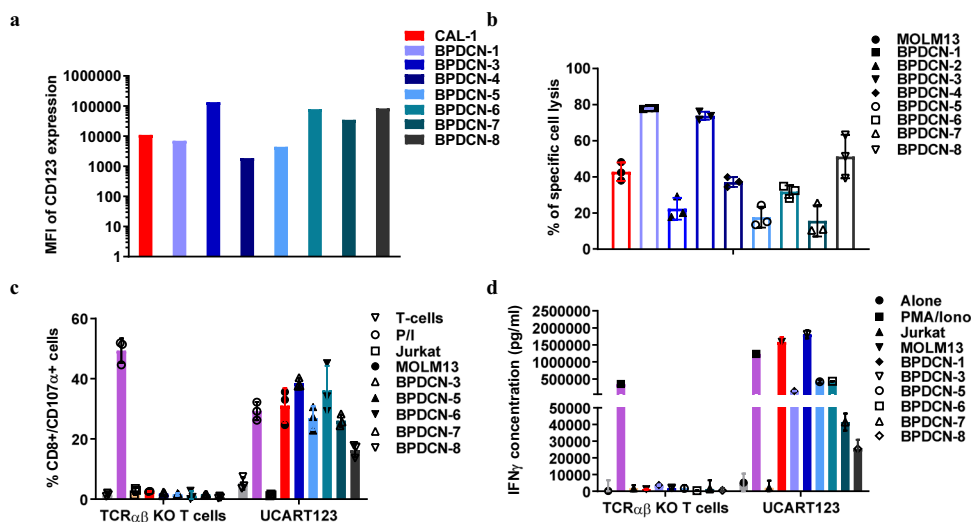 a
MFI of CD123 expression
1000000
100000
10000
1000
100
10
1
CAL-1
BPDCN-1
BPDCN-3
BPDCN-4
BPDCN-5
BPDCN-6
BPDCN-7
BPDCN-8
b
% of specific cell lysis
100
80
60
40
20
0
MOLM13
BPDCN-1
BPDCN-2
BPDCN-3
BPDCN-4
BPDCN-5
BPDCN-6
BPDCN-7
BPDCN-8
c
% CD8+/CD107α+ cells
60
40
20
0
TCRαβ KO T cells
UCART123
T-cells
P/I
Jurkat
MOLM13
BPDCN-3
BPDCN-5
BPDCN-6
BPDCN-7
BPDCN-8
d
IFNγ concentration (pg/ml)
3000000
2500000
2000000
1500000
1000000
500000
50000
40000
30000
20000
10000
0
TCRαβ KO T cells
UCART123
Alone
PMA/Iono
Jurkat
MOLM13
BPDCN-1
BPDCN-3
BPDCN-5
BPDCN-6
BPDCN-7
BPDCN-8